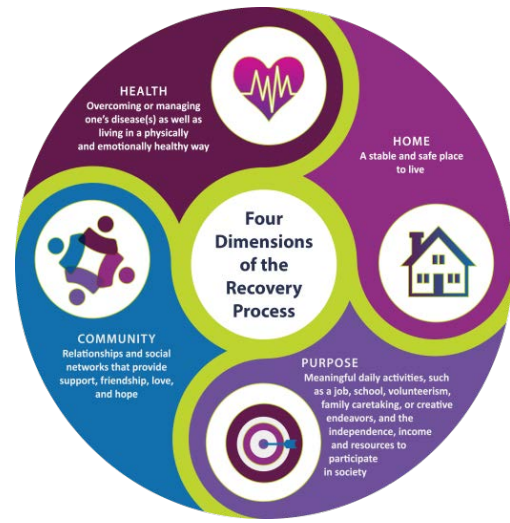 HEALTH
Overcoming or managing
one's disease(s) as well as
living in a physically
and emotionally healthy way
HOME
A stable and safe place
to live
Four
Dimensions
of the
Recovery
Process
COMMUNITY
Relationships and social
networks that provide
support, friendship, love,
and hope
PURPOSE
Meaningful daily activities, such
as a job, school, volunteerism,
family caretaking, or creative
endeavors, and the
independence, income
and resources to
participate
in society